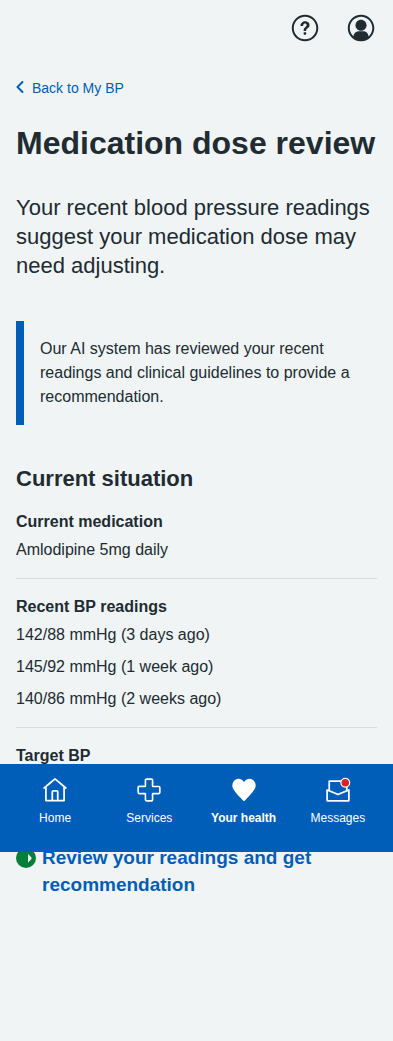 Back to My BP
Medication dose review
Your recent blood pressure readings
suggest your medication dose may
need adjusting.
Our AI system has reviewed your recent
readings and clinical guidelines to provide a
recommendation.
Current situation
Current medication
Amlodipine 5mg daily
Recent BP readings
142/88 mmHg (3 days ago)
145/92 mmHg (1 week ago)
140/86 mmHg (2 weeks ago)
Target BP
Home
Services
Your health
Messages
Review your readings and get
recommendation